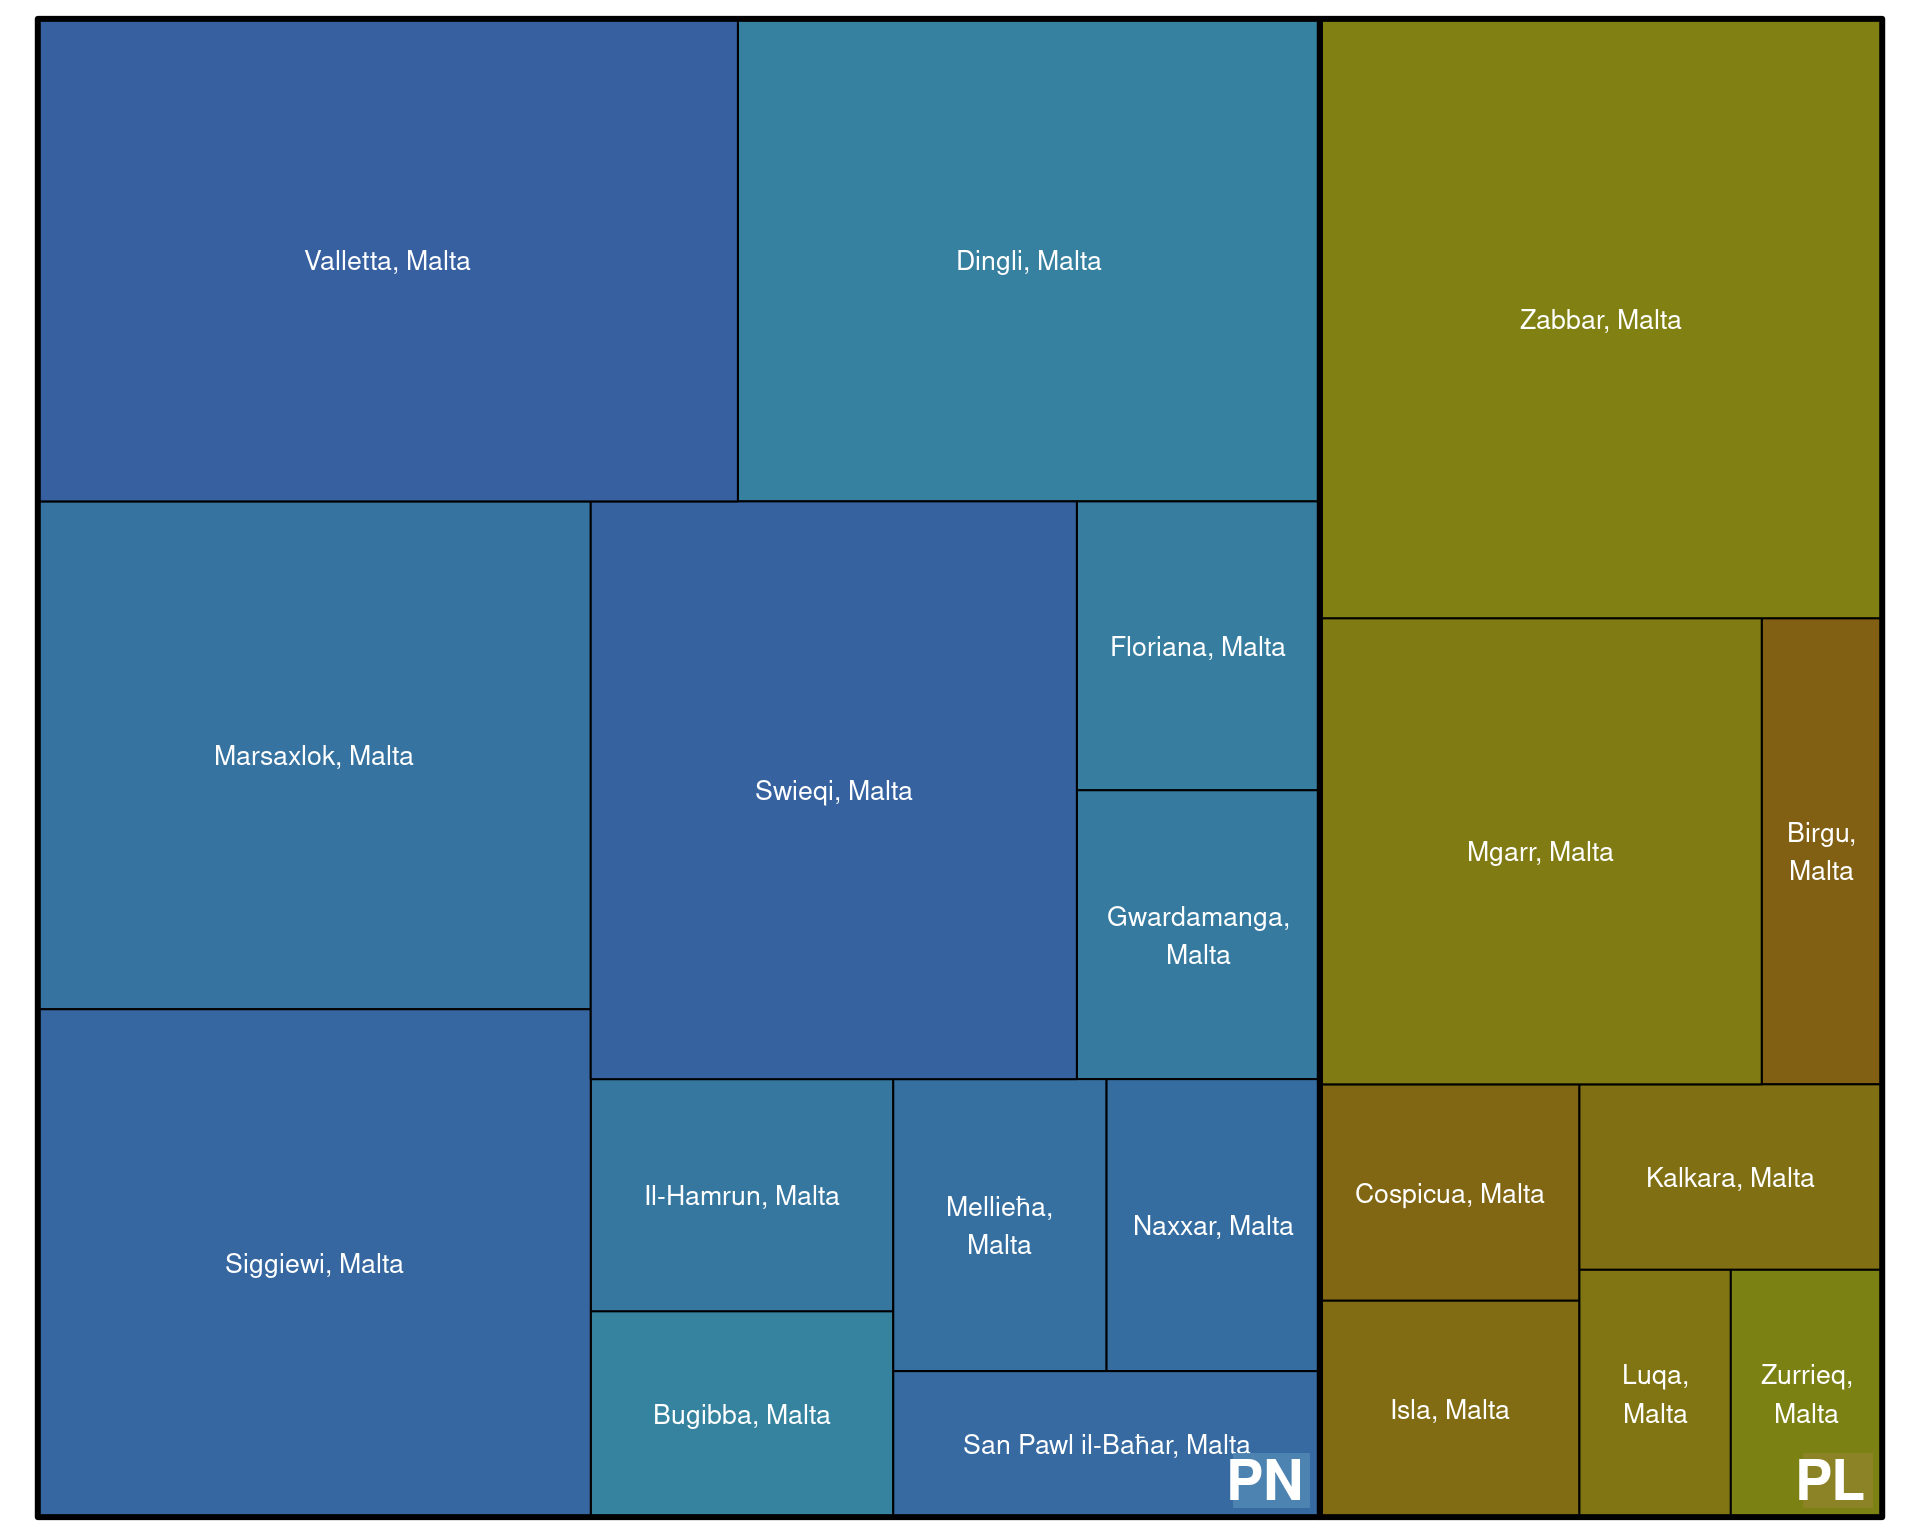 Valletta, Malta
Dingli, Malta
Zabbar, Malta
Marsaxlok, Malta
Swieqi, Malta
Floriana, Malta
Gwardamanga,
Malta
Mgarr, Malta
Birgu,
Malta
Siggiewi, Malta
Il-Hamrun, Malta
Mellieħa,
Malta
Naxxar, Malta
Bugibba, Malta
San Pawl il-Baħar, Malta
PN
Cospicua, Malta
Kalkara, Malta
Isla, Malta
Luqa,
Malta
Zurrieq,
Malta
PL